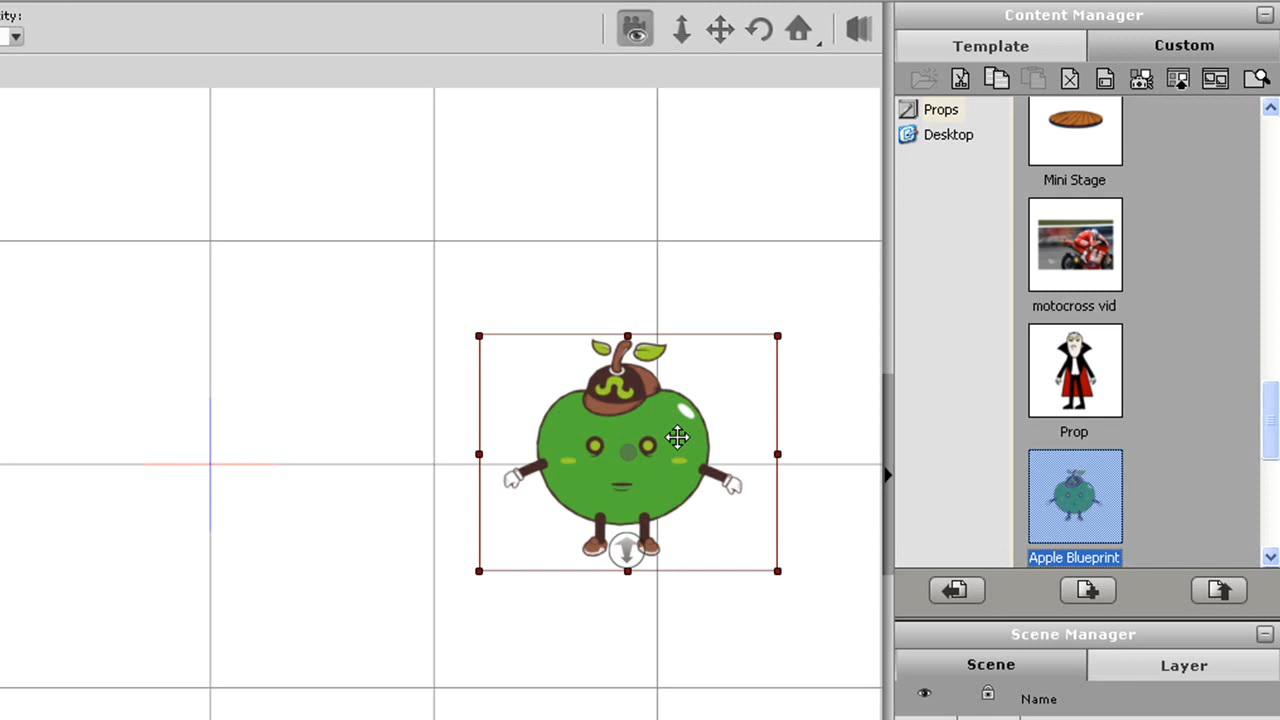 ity:
Content Manager
Template
Custom
Props
Desktop
Mini Stage
motocross vid
Prop
Apple Blueprint
Scene Manager
Scene
Layer
Name